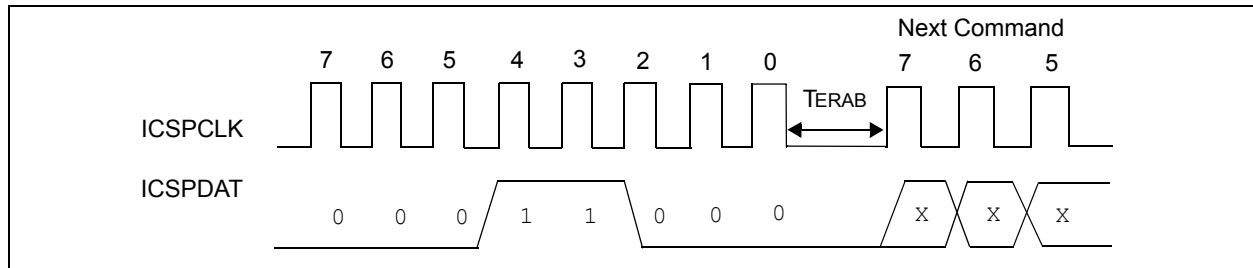 Next Command
7 6 5 4 3 2 1 0 7 6 5
TERAB
ICSPCLK
ICSPDAT
0 0 0 1 1 0 0 0 X X X